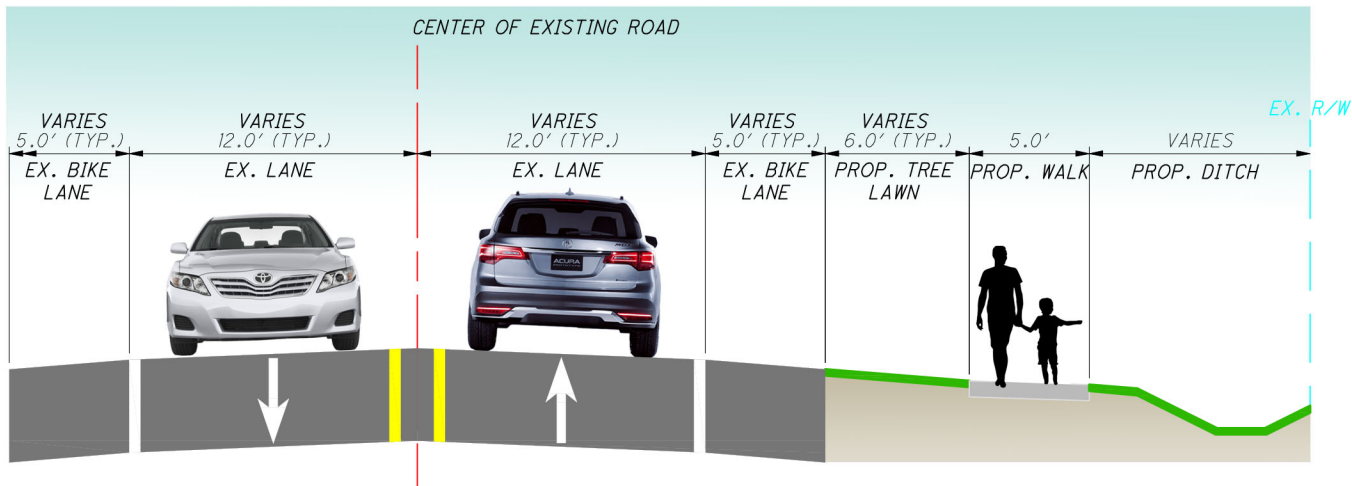 CENTER OF EXISTING ROAD
EX. R/W
VARIES
5.0' (TYP.)
EX. BIKE
LANE
VARIES
12.0' (TYP.)
EX. LANE
VARIES
12.0' (TYP.)
EX. LANE
VARIES
5.0' (TYP.)
EX. BIKE
LANE
VARIES
6.0' (TYP.)
PROP. TREE
LAWN
5.0'
PROP. WALK
VARIES
PROP. DITCH
ACURA